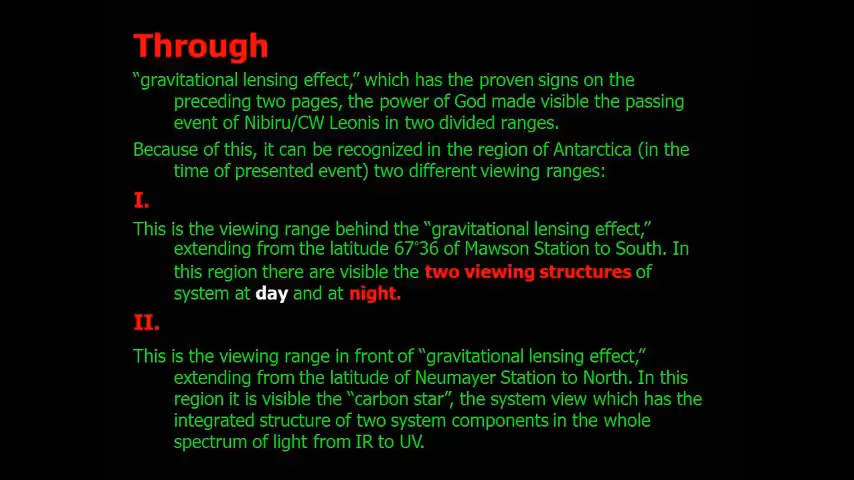 Through
“gravitational lensing effect,” which has the proven signs on the
preceding two pages, the power of God made visible the passing
event of Nibiru/CW Leonis in two divided ranges.
Because of this, it can be recognized in the region of Antarctica (in the
time of presented event) two different viewing ranges:
I.
This is the viewing range behind the “gravitational lensing effect,”
extending from the latitude 67°36 of Mawson Station to South. In
this region there are visible the two viewing structures of
system at day and at night.
II.
This is the viewing range in front of “gravitational lensing effect,”
extending from the latitude of Neumayer Station to North. In this
region it is visible the “carbon star”, the system view which has the
integrated structure of two system components in the whole
spectrum of light from IR to UV.